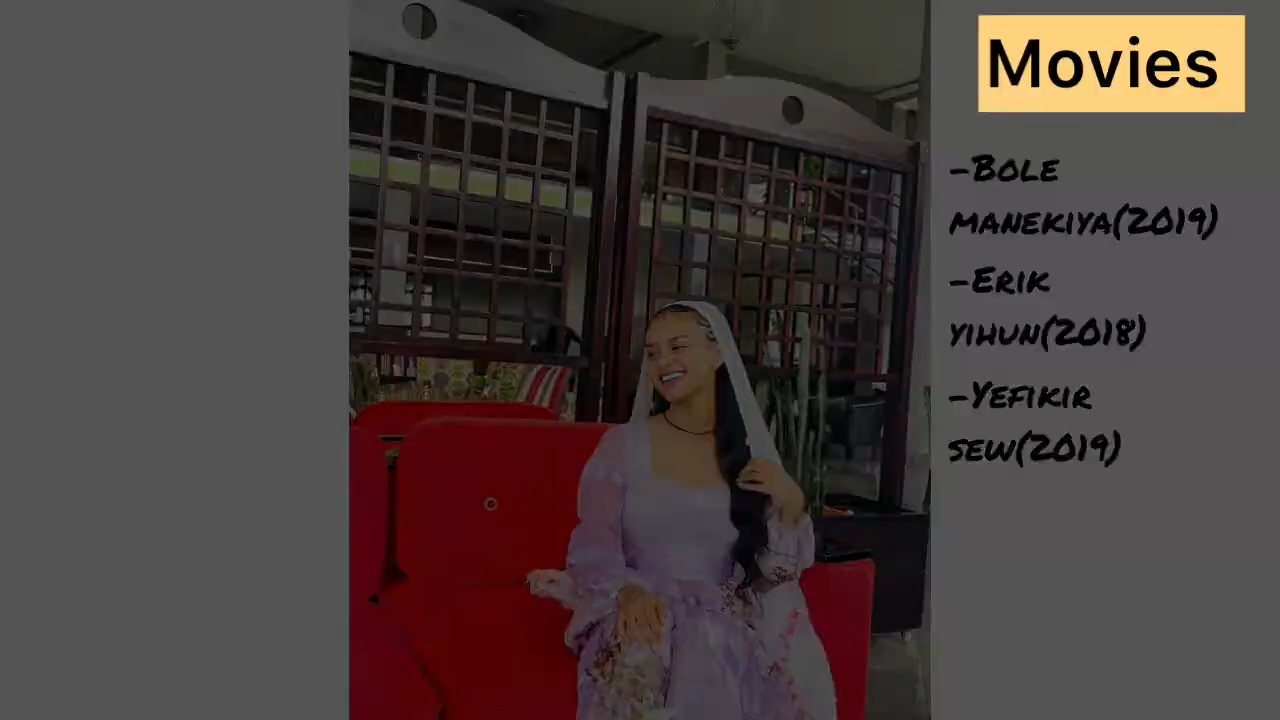 Movies
-Bole
manekiya(2019)
-Erik
yihun(2018)
-Yefikir
sew(2019)